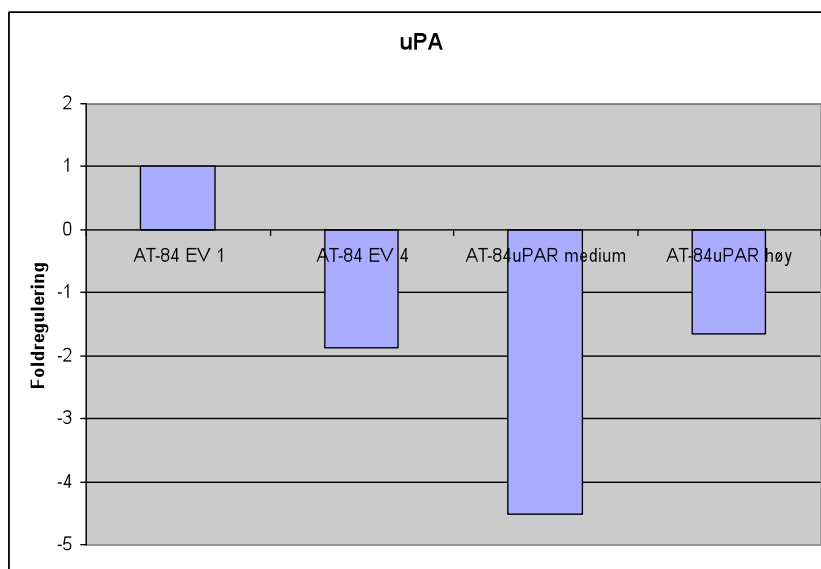 uPA
2
1
0
-1
-2
-3
-4
-5
Foldregulering
AT-84 EV 1
AT-84 EV 4
AT-84uPAR medium
AT-84uPAR høy